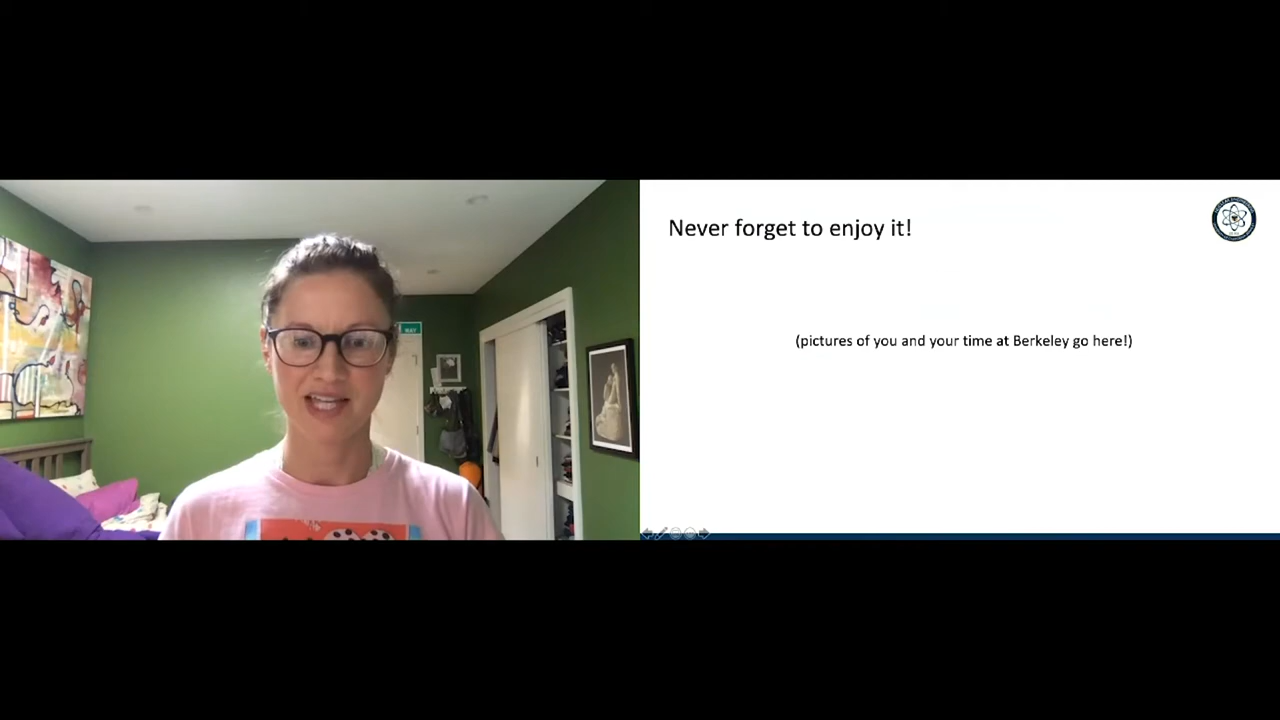 Never forget to enjoy it!
(pictures of you and your time at Berkeley go here!)